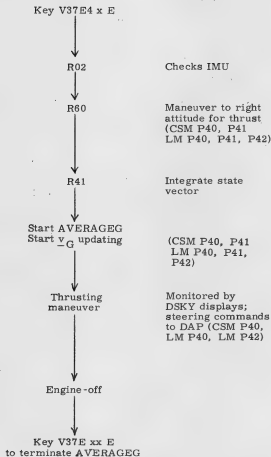 Key V37E4 x E
R02 Checks IMU
R60 Maneuver to right
attitude for thrust
(CSM P40, P41
LM P40, P41, P42)
R41 Integrate state
vector
Start AVERAGEG
Start v_G updating (CSM P40, P41
LM P40, P41,
P42)
Thrusting Monitored by
maneuver DSKY displays;
steering commands
to DAP (CSM P40,
LM P40, LM P42)
Engine-off
Key V37E xx E
to terminate AVERAGEG